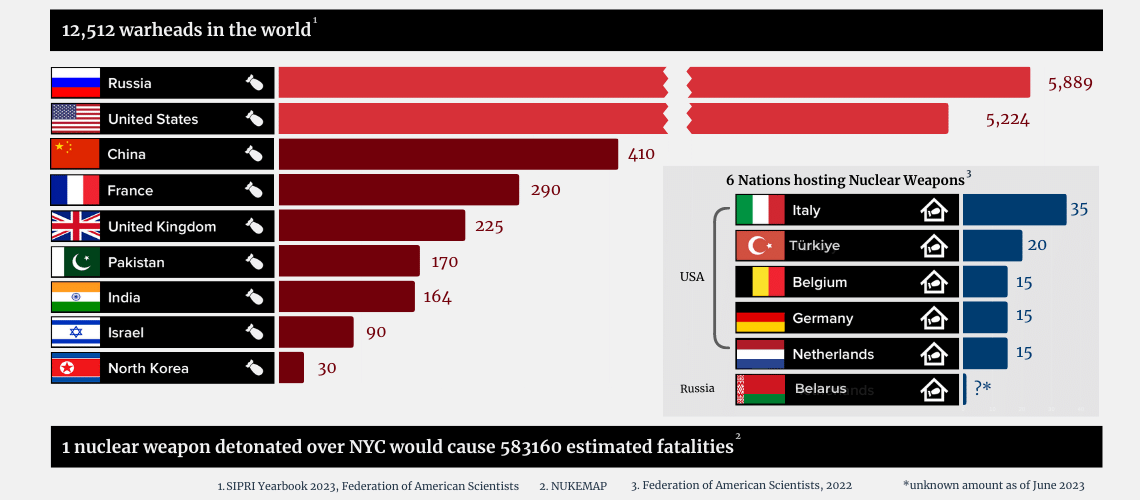 12,512 warheads in the world1
Russia 5,889
United States 5,224
China 410
France 290
United Kingdom 225
Pakistan 170
India 164
Israel 90
North Korea 30
6 Nations hosting Nuclear Weapons3
USA
Italy 35
Türkiye 20
Belgium 15
Germany 15
Netherlands 15
Russia
Belarus ?*
1 nuclear weapon detonated over NYC would cause 583160 estimated fatalities2
1. SIPRI Yearbook 2023, Federation of American Scientists 2. NUKEMAP 3. Federation of American Scientists, 2022 *unknown amount as of June 2023